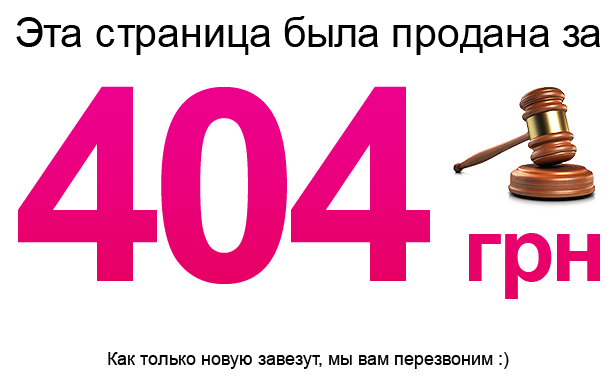 Эта страница была продана за
404
грн
Как только новую завезут, мы вам перезвоним :)